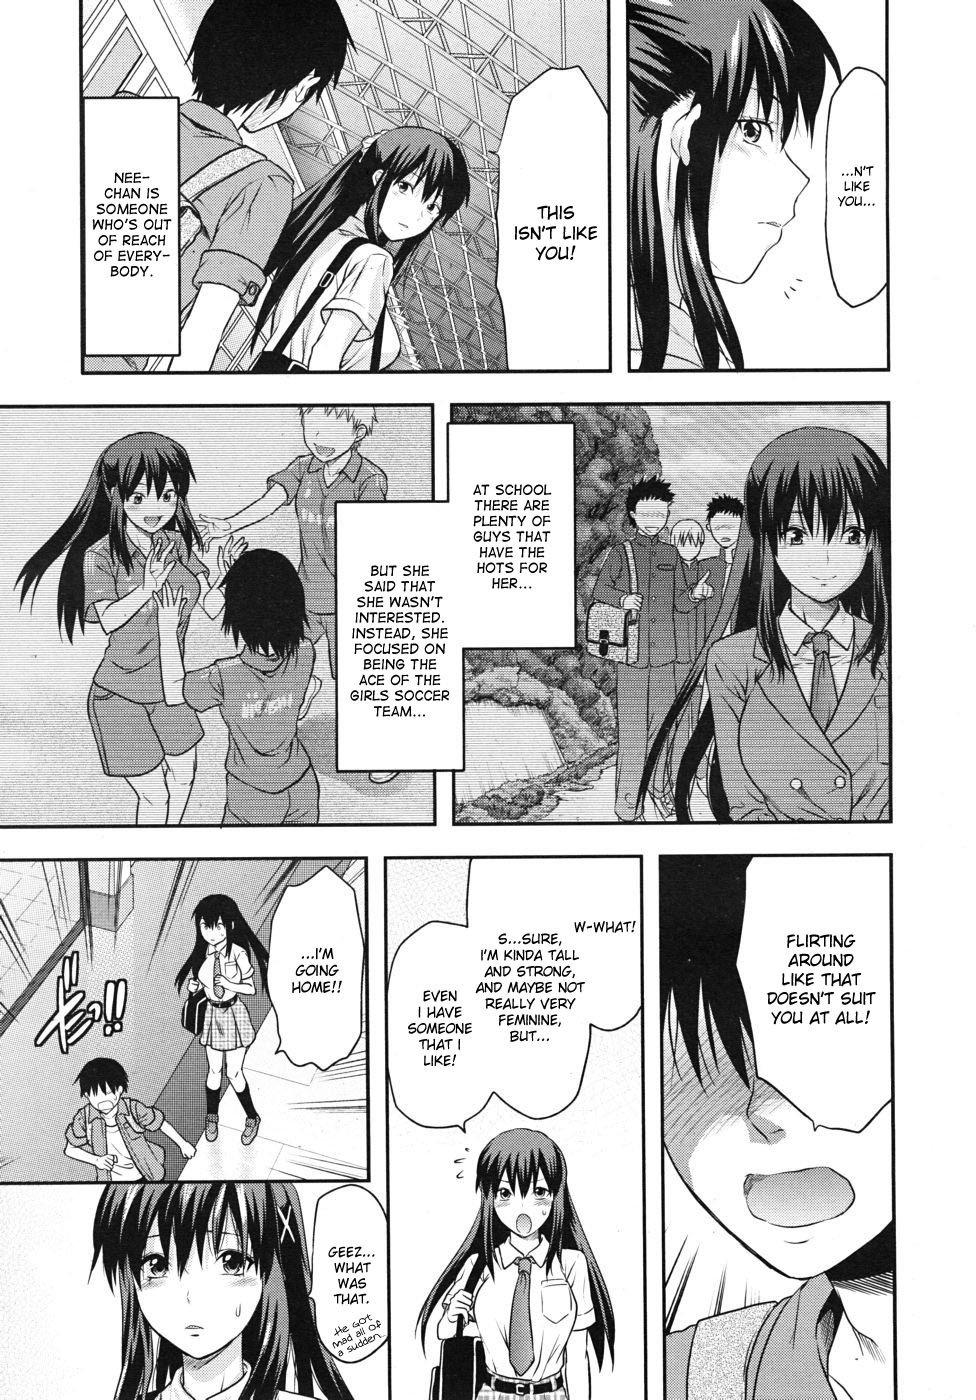 ...N'T
LIKE
YOU...
THIS
ISN'T LIKE
YOU!
NEE-
CHAN IS
SOMEONE
WHO'S OUT
OF REACH
OF EVERY-
BODY.
AT SCHOOL
THERE ARE
PLENTY OF
GUYS THAT
HAVE THE
HOTS FOR
HER...
BUT SHE
SAID THAT
SHE WASN'T
INTERESTED.
INSTEAD, SHE
FOCUSED ON
BEING THE
ACE OF THE
GIRLS SOCCER
TEAM...
FLIRTING
AROUND
LIKE THAT
DOESN'T SUIT
YOU AT ALL!
W-WHAT!
S...SURE,
I'M KINDA TALL
AND STRONG,
AND MAYBE NOT
REALLY VERY
FEMININE,
BUT...
EVEN
I HAVE
SOMEONE
THAT I
LIKE!
...I'M
GOING
HOME!!
GEEZ...
WHAT
WAS
THAT.
He got
mad all of
a sudden.